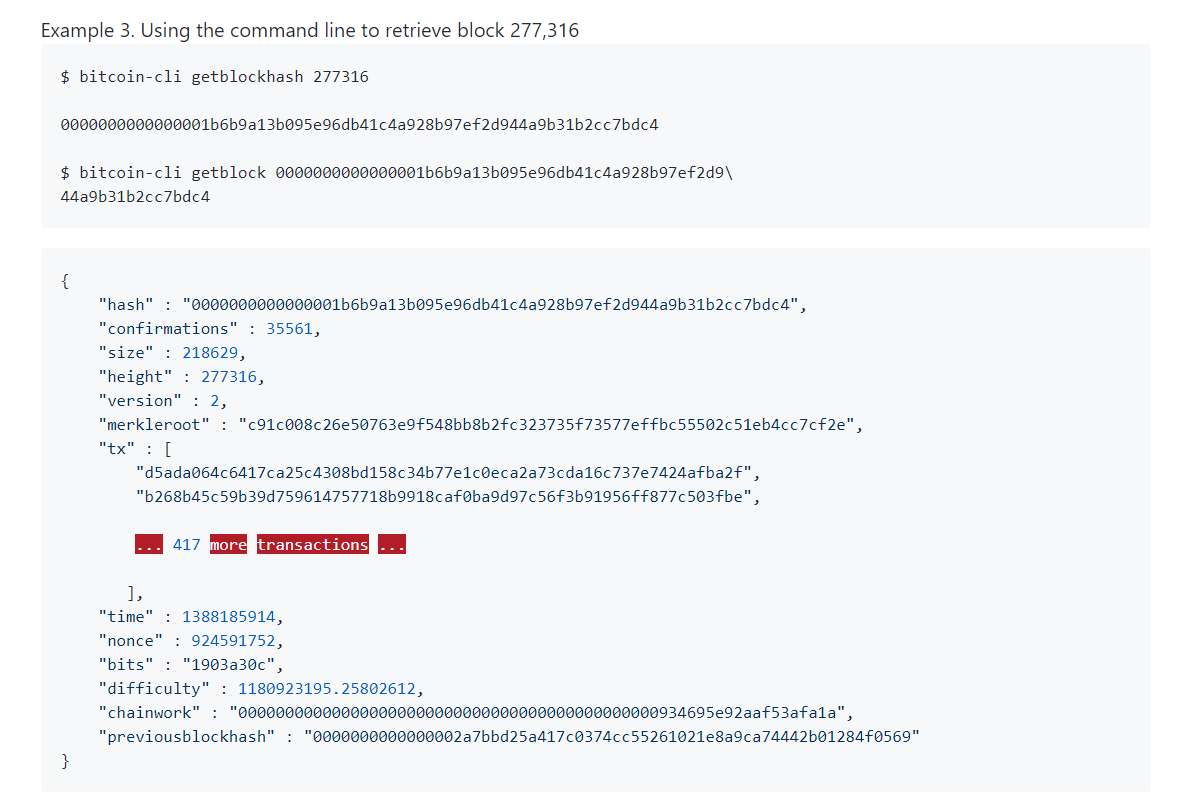 Example 3. Using the command line to retrieve block 277,316
$ bitcoin-cli getblockhash 277316
0000000000000001b6b9a13b095e96db41c4a928b97ef2d944a9b31b2cc7bdc4
$ bitcoin-cli getblock 0000000000000001b6b9a13b095e96db41c4a928b97ef2d9\
44a9b31b2cc7bdc4
{
"hash" : "0000000000000001b6b9a13b095e96db41c4a928b97ef2d944a9b31b2cc7bdc4",
"confirmations" : 35561,
"size" : 218629,
"height" : 277316,
"version" : 2,
"merkleroot" : "c91c008c26e50763e9f548bb8b2fc323735f73577effbc55502c51eb4cc7cf2e",
"tx" : [
"d5ada064c6417ca25c4308bd158c34b77e1c0eca2a73cda16c737e7424afba2f",
"b268b45c59b39d759614757718b9918caf0ba9d97c56f3b91956ff877c503fbe",
... 417 more transactions ...
],
"time" : 1388185914,
"nonce" : 924591752,
"bits" : "1903a30c",
"difficulty" : 1180923195.25802612,
"chainwork" : "000000000000000000000000000000000000000000000934695e92aaf53afa1a",
"previousblockhash" : "0000000000000002a7bbd25a417c0374cc55261021e8a9ca74442b01284f0569"
}